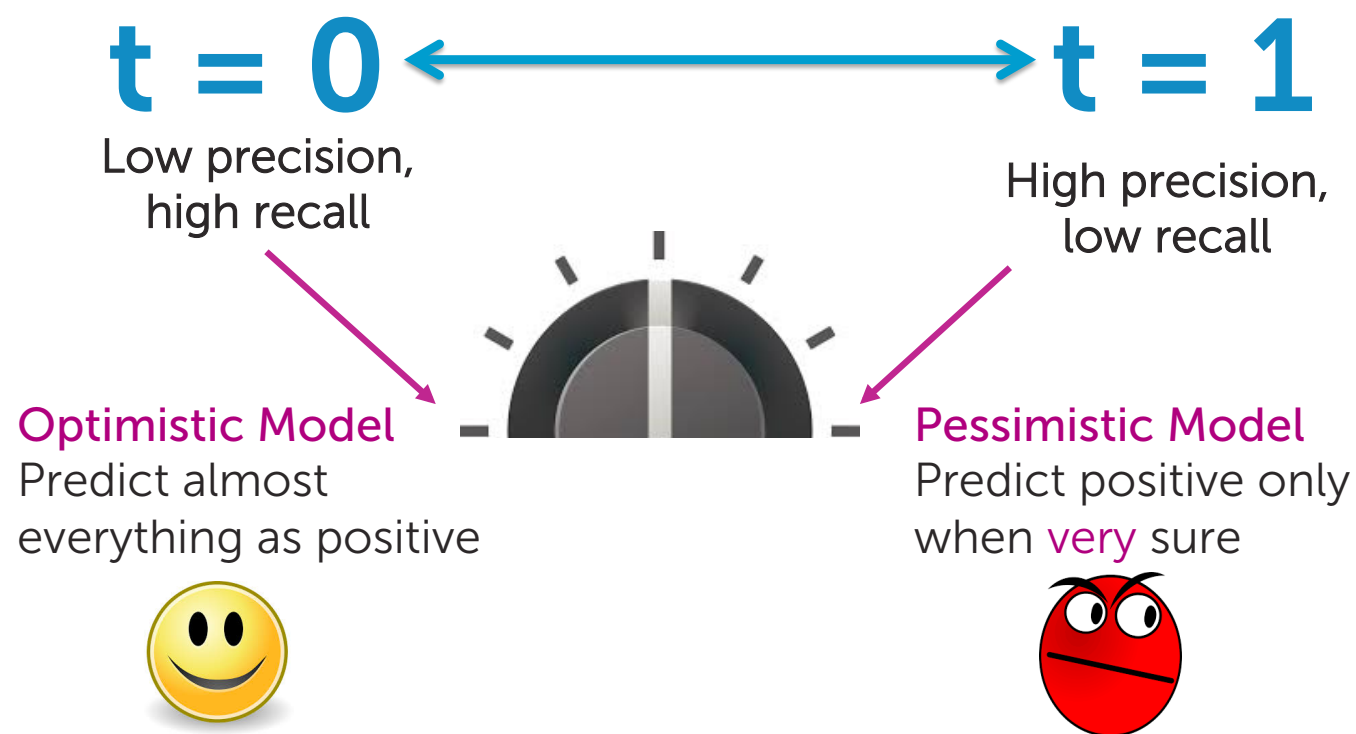 t = 0
t = 1
Low precision,
high recall
High precision,
low recall
Optimistic Model
Predict almost
everything as positive
Pessimistic Model
Predict positive only
when very sure